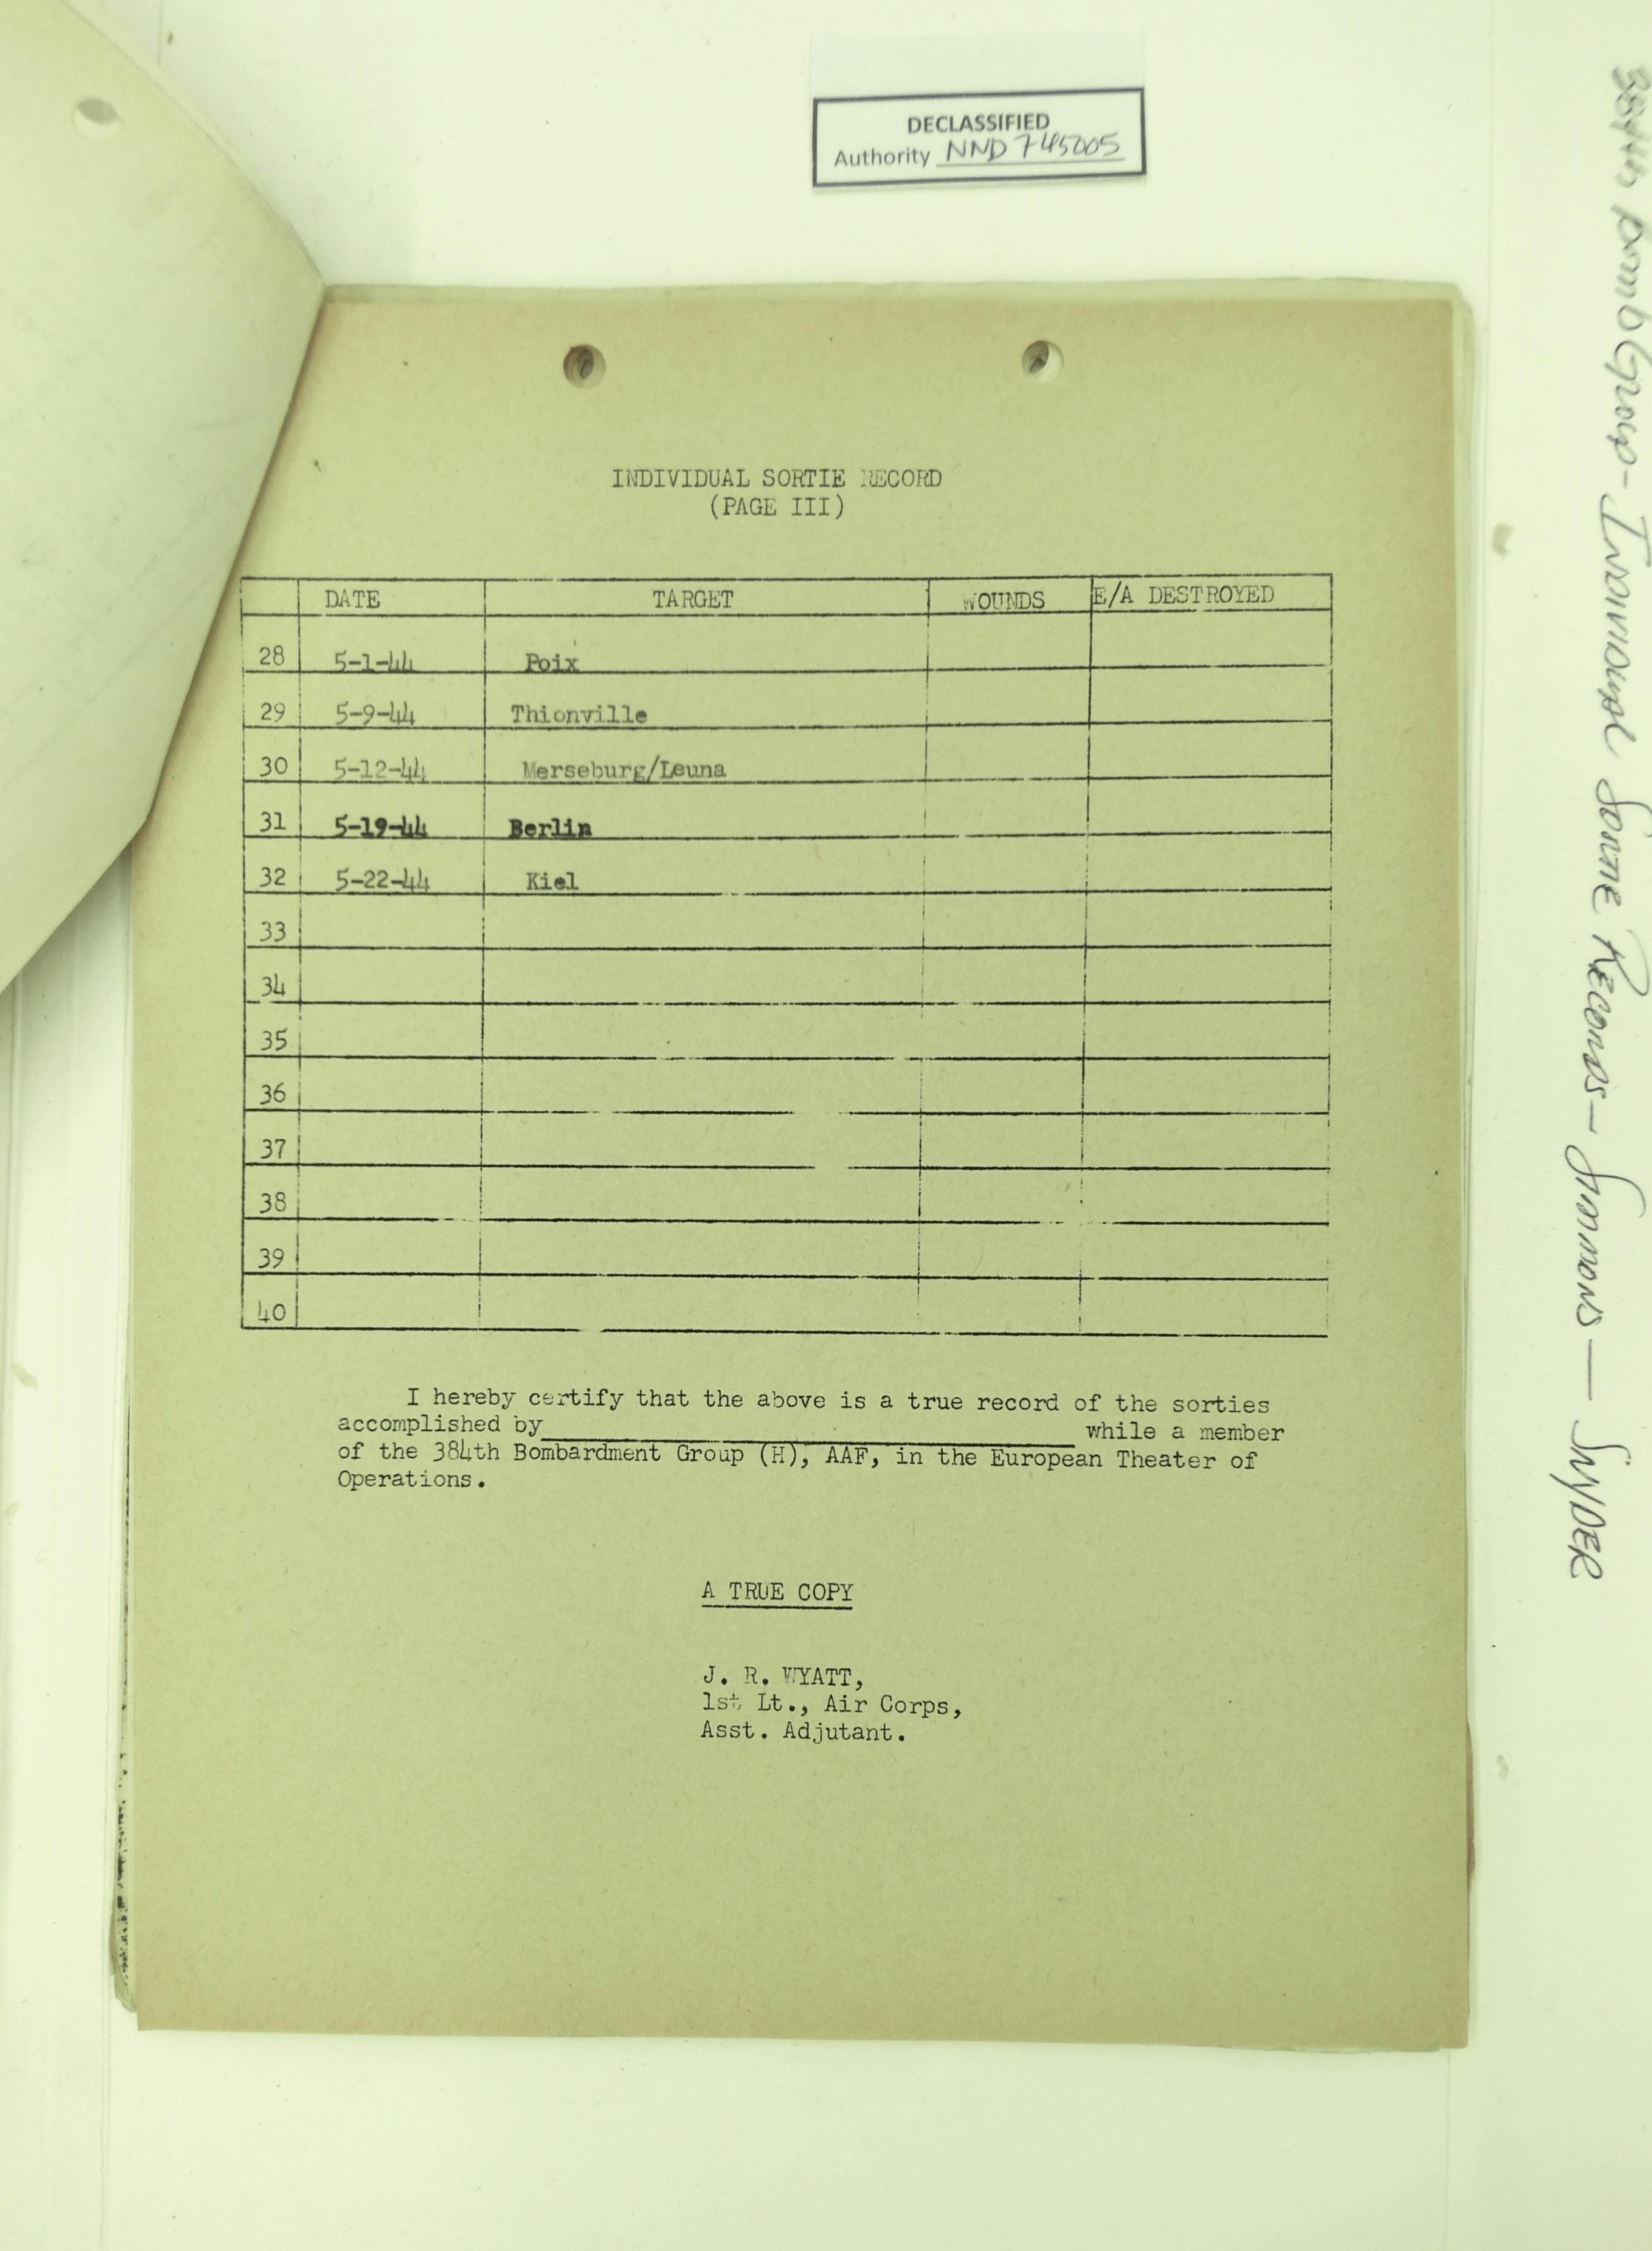 DECLASSIFIED
Authority NND 745005
INDIVIDUAL SORTIE RECORD
(PAGE III)
DATE TARGET WOUNDS E/A DESTROYED
28 5-1-44 Poix
29 5-9-44 Thionville
30 5-12-44 Merseburg/Leuna
31 5-19-44 Berlin
32 5-22-44 Kiel
33
34
35
36
37
38
39
40
I hereby certify that the above is a true record of the sorties
accomplished by while a member
of the 384th Bombardment Group (H), AAF, in the European Theater of
Operations.
A TRUE COPY
J. R. WYATT,
1st Lt., Air Corps,
Asst. Adjutant.
384th Bomb Group - Individual Sortie Records - Simmons - Snyder